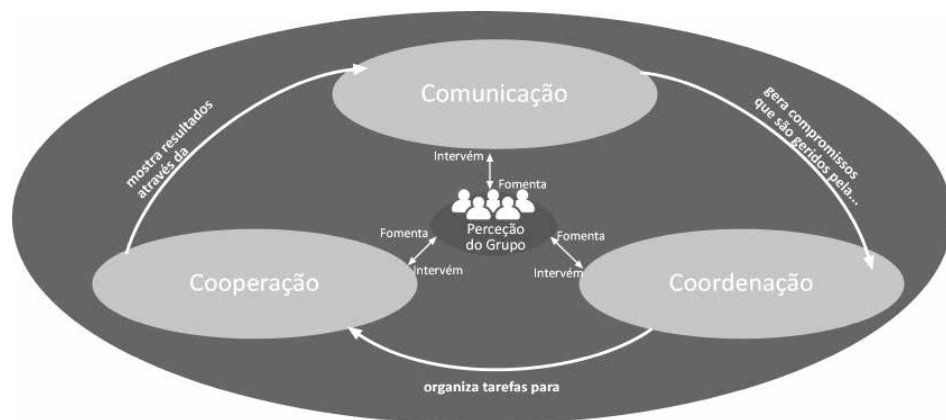 Comunicação
mostra resultados
através da
gera compromissos
que são geridos pela...
Intervém
Fomenta
Perceção
do Grupo
Fomenta
Intervém
Fomenta
Intervém
Cooperação
Coordenação
organiza tarefas para